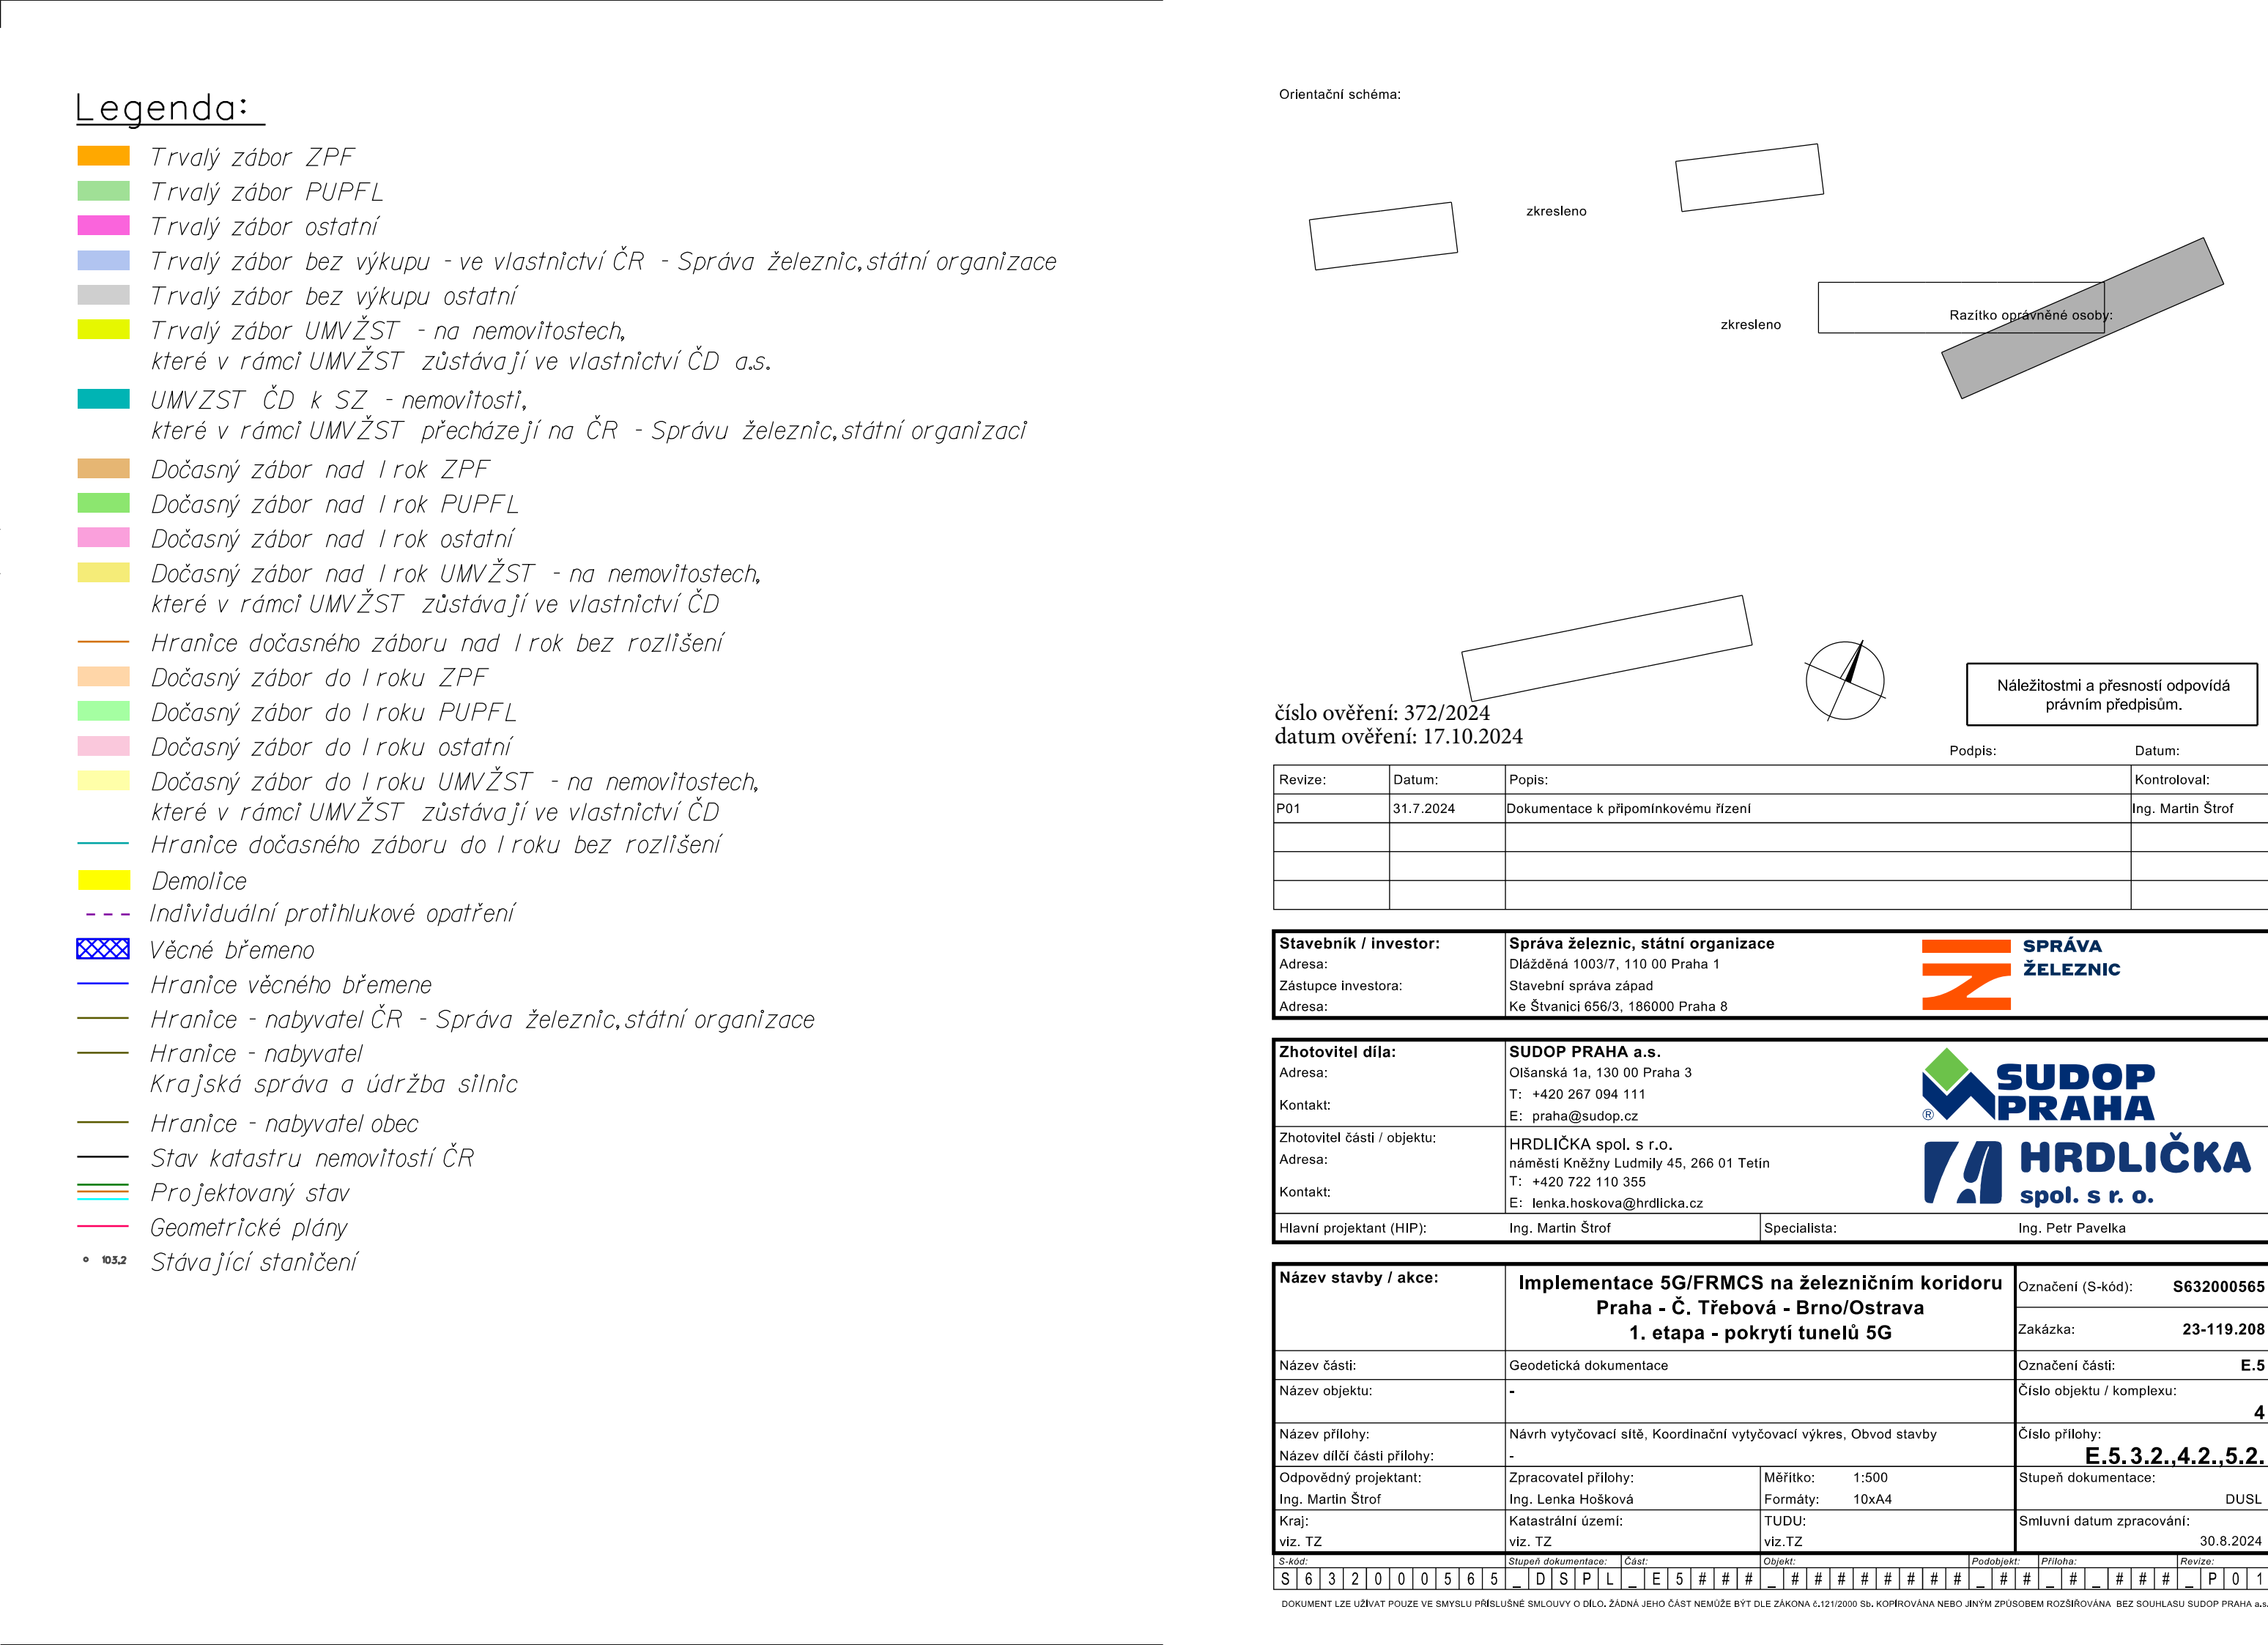 Legenda:
Trvalý zábor ZPF
Trvalý zábor PUPFL
Trvalý zábor ostatní
Trvalý zábor bez výkupu - ve vlastnictví ČR - Správa železnic,státní organizace
Trvalý zábor bez výkupu ostatní
Trvalý zábor UMVŽST - na nemovitostech,
které v rámci UMVŽST zůstávají ve vlastnictví ČD a.s.
UMVZST ČD k SZ - nemovitosti,
které v rámci UMVŽST přecházejí na ČR - Správu železnic,státní organizaci
Dočasný zábor nad 1 rok ZPF
Dočasný zábor nad 1 rok PUPFL
Dočasný zábor nad 1 rok ostatní
Dočasný zábor nad 1 rok UMVŽST - na nemovitostech,
které v rámci UMVŽST zůstávají ve vlastnictví ČD
Hranice dočasného záboru nad 1 rok bez rozlišení
Dočasný zábor do 1 roku ZPF
Dočasný zábor do 1 roku PUPFL
Dočasný zábor do 1 roku ostatní
Dočasný zábor do 1 roku UMVŽST - na nemovitostech,
které v rámci UMVŽST zůstávají ve vlastnictví ČD
Hranice dočasného záboru do 1 roku bez rozlišení
Demolice
Individuální protihlukové opatření
Věcné břemeno
Hranice věcného břemene
Hranice - nabyvatel ČR - Správa železnic,státní organizace
Hranice - nabyvatel
Krajská správa a údržba silnic
Hranice - nabyvatel obec
Stav katastru nemovitostí ČR
Projektovaný stav
Geometrické plány
103,2 Stávající staničení
Orientační schéma:
zkresleno
zkresleno
Razítko oprávněné osoby:
Náležitostmi a přesností odpovídá
právním předpisům.
číslo ověření: 372/2024
datum ověření: 17.10.2024
Podpis: Datum:
Revize: Datum: Popis: Kontroloval:
P01 31.7.2024 Dokumentace k připomínkovému řízení Ing. Martin Štrof
Stavebník / investor: Správa železnic, státní organizace
Adresa: Dlážděná 1003/7, 110 00 Praha 1
Zástupce investora: Stavební správa západ
Adresa: Ke Štvanici 656/3, 186000 Praha 8
SPRÁVA
ŽELEZNIC
Zhotovitel díla: SUDOP PRAHA a.s.
Adresa: Olšanská 1a, 130 00 Praha 3
Kontakt: T: +420 267 094 111
E: praha@sudop.cz
SUDOP
PRAHA
®
Zhotovitel části / objektu: HRDLIČKA spol. s r.o.
Adresa: náměstí Kněžny Ludmily 45, 266 01 Tetín
Kontakt: T: +420 722 110 355
E: lenka.hoskova@hrdlicka.cz
HRDLIČKA
spol. s r. o.
Hlavní projektant (HIP): Ing. Martin Štrof Specialista: Ing. Petr Pavelka
Název stavby / akce: Implementace 5G/FRMCS na železničním koridoru
Praha - Č. Třebová - Brno/Ostrava
1. etapa - pokrytí tunelů 5G
Označení (S-kód): S632000565
Zakázka: 23-119.208
Název části: Geodetická dokumentace Označení části: E.5
Název objektu: - Číslo objektu / komplexu:
4
Název přílohy: Návrh vytyčovací sítě, Koordinační vytyčovací výkres, Obvod stavby Číslo přílohy:
Název dílčí části přílohy: - E.5.3.2.,4.2.,5.2.
Odpovědný projektant: Zpracovatel přílohy: Měřítko: 1:500 Stupeň dokumentace:
Ing. Martin Štrof Ing. Lenka Hošková Formáty: 10xA4 DUSL
Kraj: Katastrální území: TUDU: Smluvní datum zpracování:
viz. TZ viz. TZ viz.TZ 30.8.2024
S-kód: Stupeň dokumentace: Část: Objekt: Podobjekt: Příloha: Revize:
S 6 3 2 0 0 0 5 6 5 _ D S P L _ E 5 # # # _ # # # # # # # # _ # # _ # _ # # # _ P 0 1
DOKUMENT LZE UŽÍVAT POUZE VE SMYSLU PŘÍSLUŠNÉ SMLOUVY O DÍLO. ŽÁDNÁ JEHO ČÁST NEMŮŽE BÝT DLE ZÁKONA č.121/2000 Sb. KOPÍROVÁNA NEBO JINÝM ZPŮSOBEM ROZŠIŘOVÁNA BEZ SOUHLASU SUDOP PRAHA a.s.